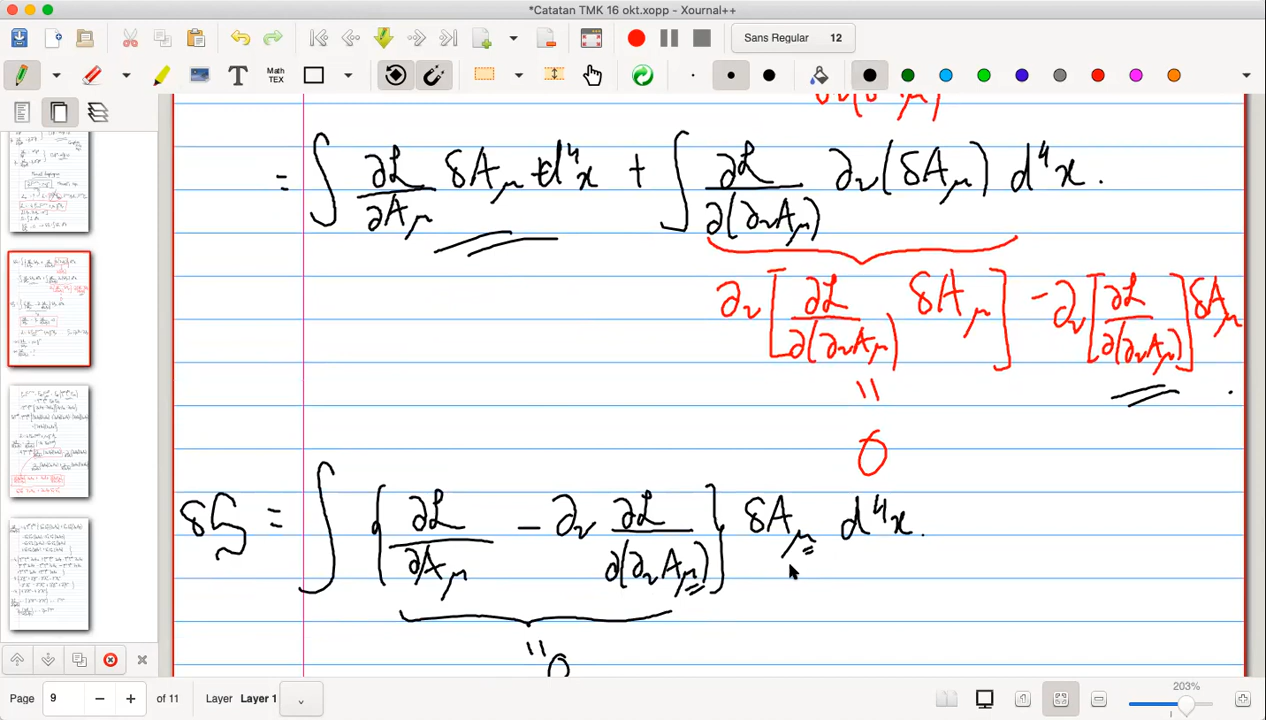 *Catatan TMK 16 okt.xopp - Xournal++
Sans Regular 12
Math TEX
= ∫ ∂ℒ/∂A_μ δA_μ d⁴x + ∫ ∂ℒ/∂(∂_ν A_μ) ∂_ν(δA_μ) d⁴x.
∂_ν [∂ℒ/∂(∂_ν A_μ) δA_μ] − ∂_ν [∂ℒ/∂(∂_ν A_μ)] δA_μ
"
0
δS = ∫ {∂ℒ/∂A_μ − ∂_ν ∂ℒ/∂(∂_ν A_μ)} δA_μ d⁴x.
"0
Page 9 of 11 Layer Layer 1 203%